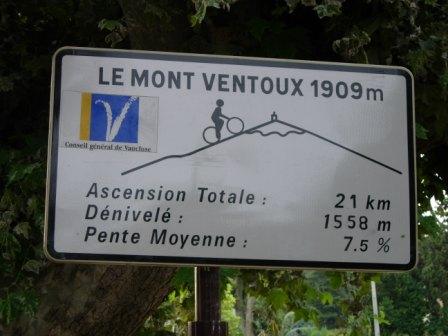 LE MONT VENTOUX 1909m
Conseil général de Vaucluse
Ascension Totale : 21 km
Dénivelé : 1558 m
Pente Moyenne : 7.5 %